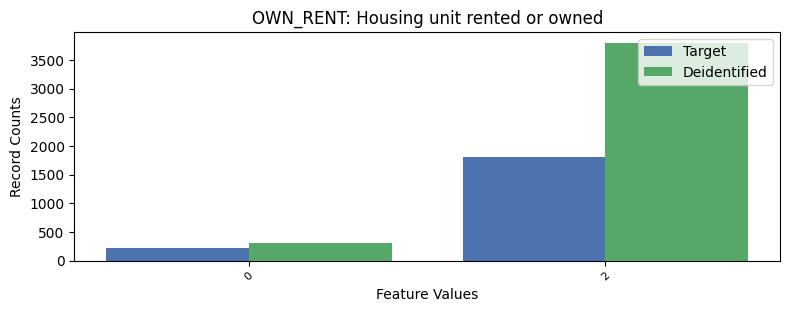 OWN_RENT: Housing unit rented or owned
Target
Deidentified
Record Counts
3500
3000
2500
2000
1500
1000
500
0
0
2
Feature Values